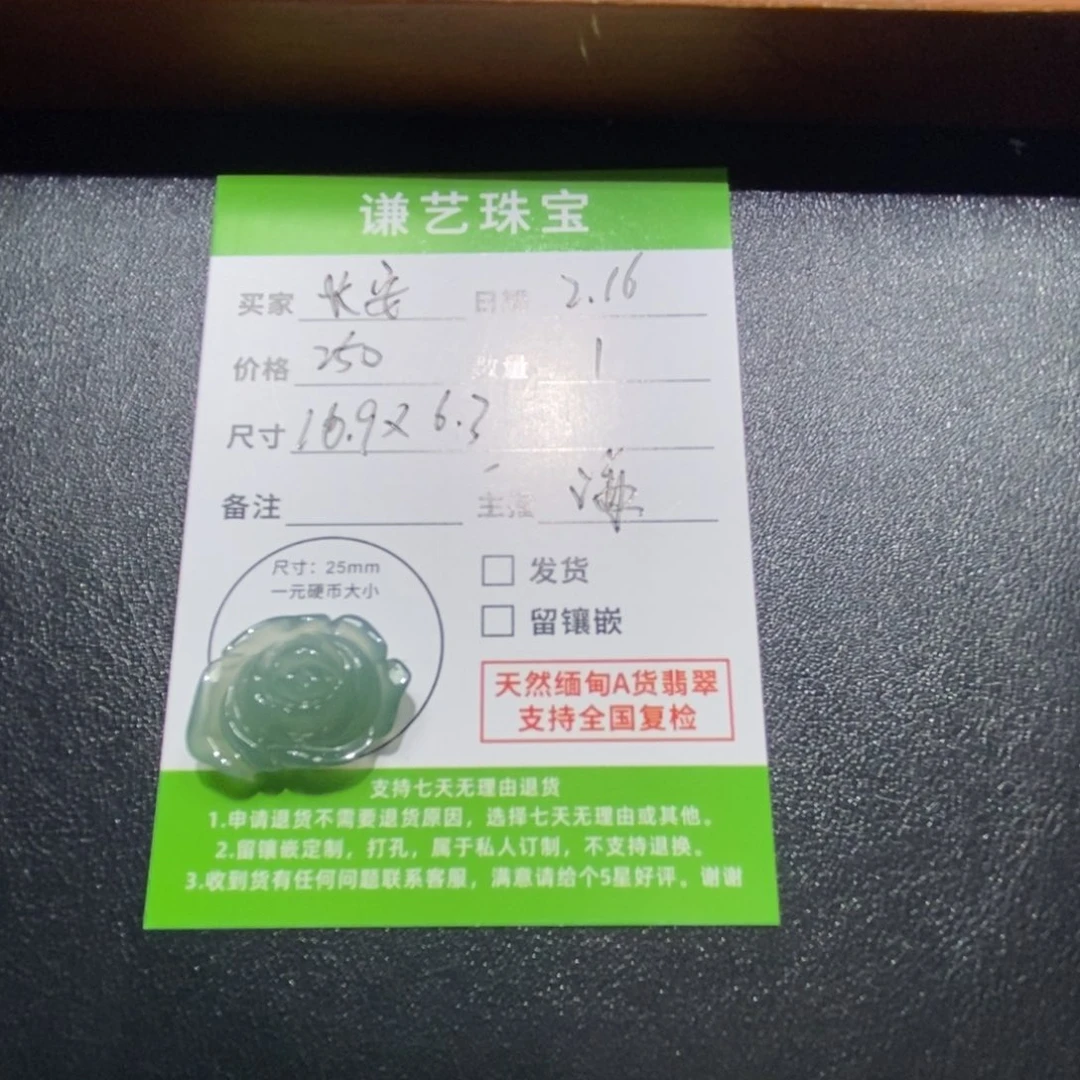 谦艺珠宝
买家 长安 日期 2.16
价格 250 数量 1
尺寸 16.9x 6.3
备注 主播 谦
尺寸：25mm
一元硬币大小
发货
留镶嵌
天然缅甸A货翡翠
支持全国复检
支持七天无理由退货
1.申请退货不需要退货原因，选择七天无理由或其他。
2.留镶嵌定制，打孔，属于私人订制，不支持退换。
3.收到货有任何问题联系客服，满意请给个5星好评。谢谢